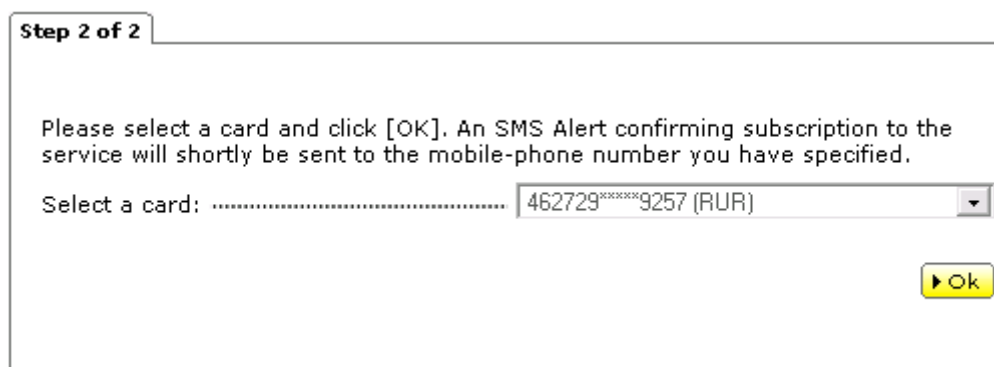 Step 2 of 2
Please select a card and click [OK]. An SMS Alert confirming subscription to the
service will shortly be sent to the mobile-phone number you have specified.
Select a card: 462729*****9257 (RUR)
Ok